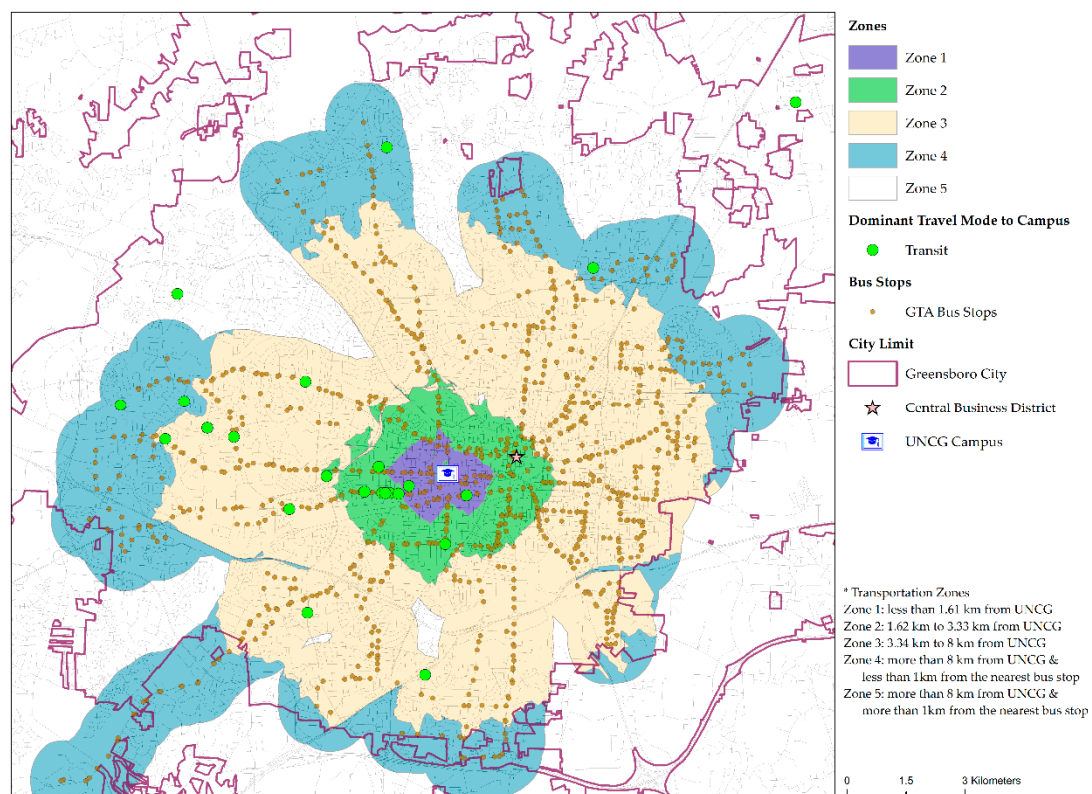 Zones
Zone 1
Zone 2
Zone 3
Zone 4
Zone 5
Dominant Travel Mode to Campus
Transit
Bus Stops
GTA Bus Stops
City Limit
Greensboro City
Central Business District
UNCG Campus
* Transportation Zones
Zone 1: less than 1.61 km from UNCG
Zone 2: 1.62 km to 3.33 km from UNCG
Zone 3: 3.34 km to 8 km from UNCG
Zone 4: more than 8 km from UNCG &
less than 1km from the nearest bus stop
Zone 5: more than 8 km from UNCG &
more than 1km from the nearest bus stop
0 1.5 3 Kilometers